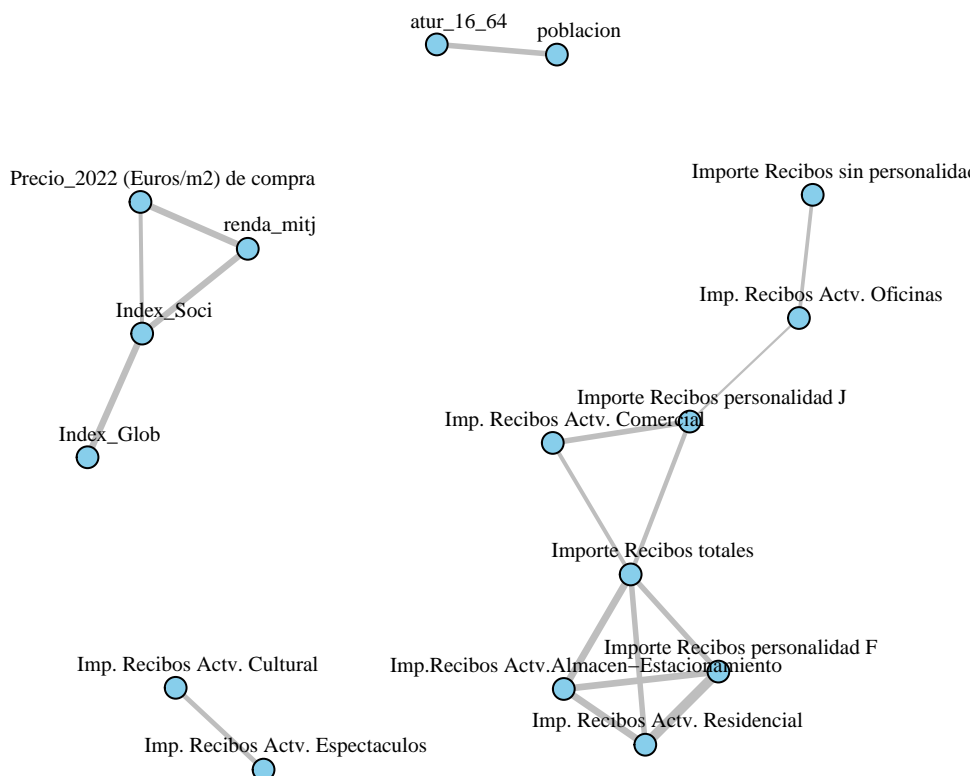 atur_16_64
poblacion
Precio_2022 (Euros/m2) de compra
Importe Recibos sin personalidad
renda_mitj
Imp. Recibos Actv. Oficinas
Index_Soci
Importe Recibos personalidad J
Imp. Recibos Actv. Comercial
Index_Glob
Importe Recibos totales
Importe Recibos personalidad F
Imp. Recibos Actv. Cultural
Imp.Recibos Actv.Almacen−Estacionamiento
Imp. Recibos Actv. Residencial
Imp. Recibos Actv. Espectaculos